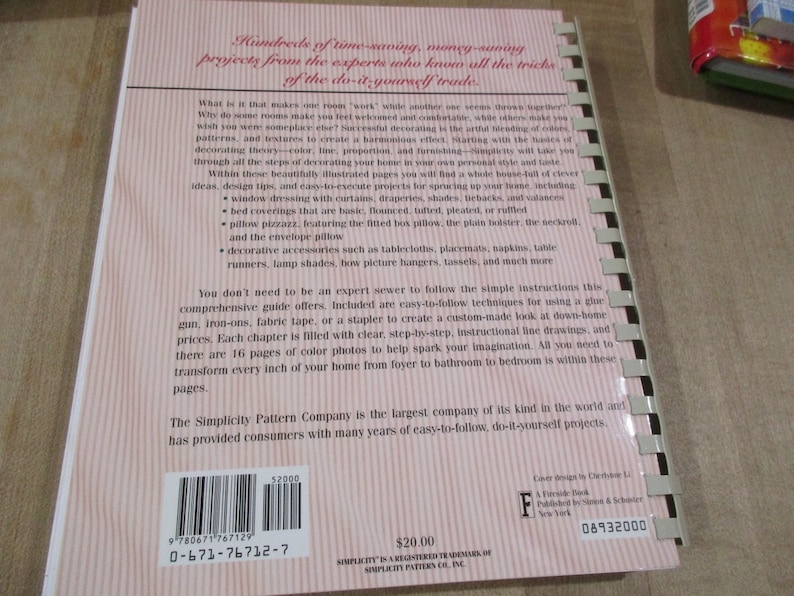 Hundreds of time-saving, money-saving
projects from the experts who know all the tricks
of the do-it-yourself trade.
What is it that makes one room "work" while another one seems thrown together?
Why do some rooms make you feel welcomed and comfortable, while others make you
wish you were someplace else? Successful decorating is the artful blending of colors,
patterns, and textures to create a harmonious effect. Starting with the basics of
decorating theory—color, line, proportion, and furnishing—Simplicity will take you
through all the steps of decorating your home in your own personal style and taste.
Within these beautifully illustrated pages you will find a whole house-full of clever
ideas, design tips, and easy-to-execute projects for sprucing up your home, including:
• window dressing with curtains, draperies, shades, tiebacks, and valances
• bed coverings that are basic, flounced, tufted, pleated, or ruffled
• pillow pizzazz, featuring the fitted box pillow, the plain bolster, the neckroll,
and the envelope pillow
• decorative accessories such as tablecloths, placemats, napkins, table
runners, lamp shades, bow picture hangers, tassels, and much more
You don't need to be an expert sewer to follow the simple instructions this
comprehensive guide offers. Included are easy-to-follow techniques for using a glue
gun, iron-ons, fabric tape, or a stapler to create a custom-made look at down-home
prices. Each chapter is filled with clear, step-by-step, instructional line drawings, and
there are 16 pages of color photos to help spark your imagination. All you need to
transform every inch of your home from foyer to bathroom to bedroom is within these
pages.
The Simplicity Pattern Company is the largest company of its kind in the world and
has provided consumers with many years of easy-to-follow, do-it-yourself projects.
Cover design by Cherlynne Li
F
A Fireside Book
Published by Simon & Schuster
New York
52000
9 780671 767129
0-671-76712-7
$20.00
08932000
SIMPLICITY® IS A REGISTERED TRADEMARK OF
SIMPLICITY PATTERN CO., INC.